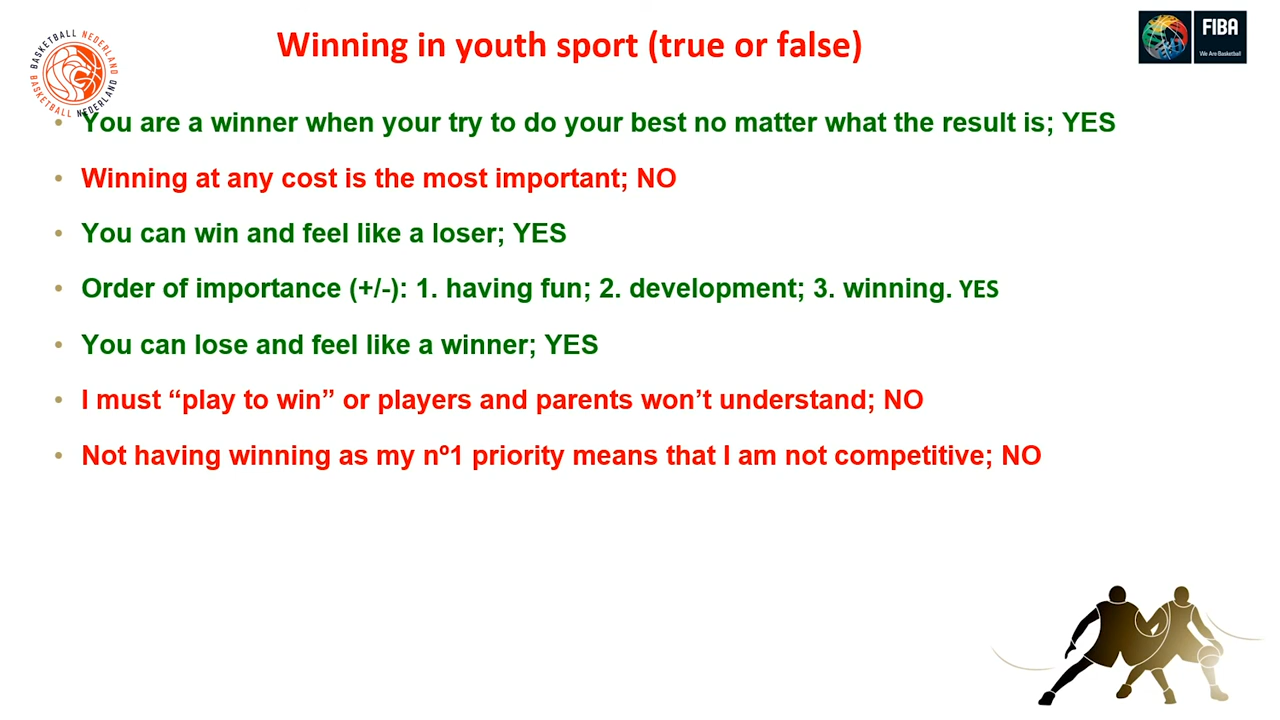 BASKETBALL NEDERLAND
BASKETBALL NEDERLAND
Winning in youth sport (true or false)
FIBA
We Are Basketball
• You are a winner when your try to do your best no matter what the result is; YES
• Winning at any cost is the most important; NO
• You can win and feel like a loser; YES
• Order of importance (+/-): 1. having fun; 2. development; 3. winning. YES
• You can lose and feel like a winner; YES
• I must “play to win” or players and parents won’t understand; NO
• Not having winning as my nº1 priority means that I am not competitive; NO